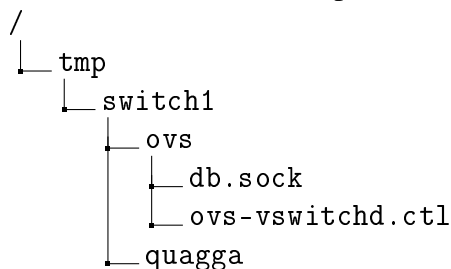 /
tmp
switch1
ovs
db.sock
ovs-vswitchd.ctl
quagga